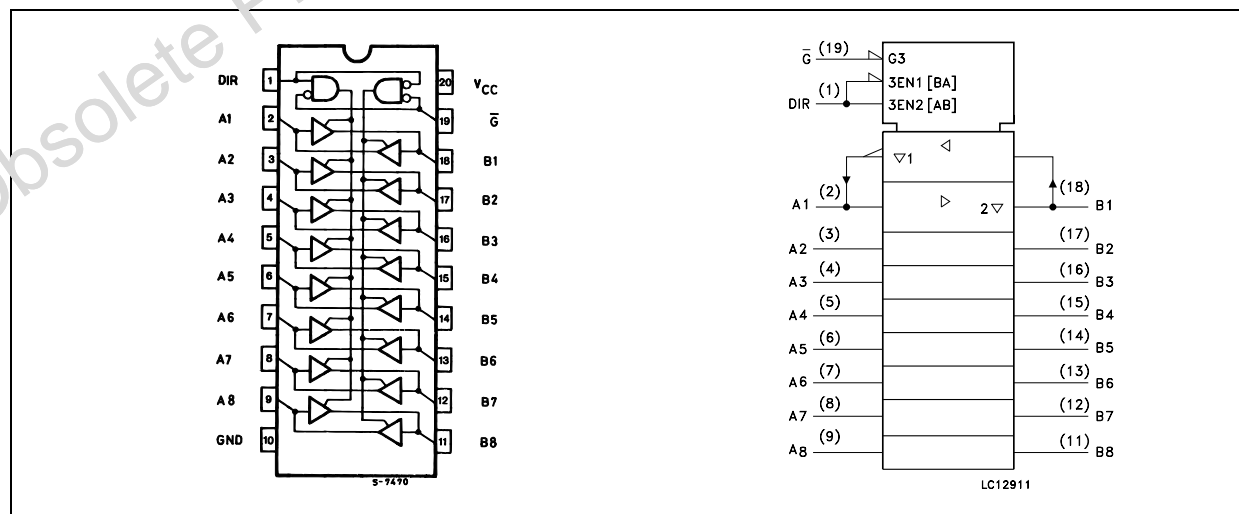 Obsolete P
DIR 1 20 VCC
A1 2 19 G̅
A2 3 18 B1
A3 4 17 B2
A4 5 16 B3
A5 6 15 B4
A6 7 14 B5
A7 8 13 B6
A8 9 12 B7
GND 10 11 B8
S-7470
G̅ (19) G3
3EN1 [BA]
DIR (1) 3EN2 [AB]
▽1 ◁
A1 (2) ▷ 2▽ (18) B1
A2 (3) (17) B2
A3 (4) (16) B3
A4 (5) (15) B4
A5 (6) (14) B5
A6 (7) (13) B6
A7 (8) (12) B7
A8 (9) (11) B8
LC12911